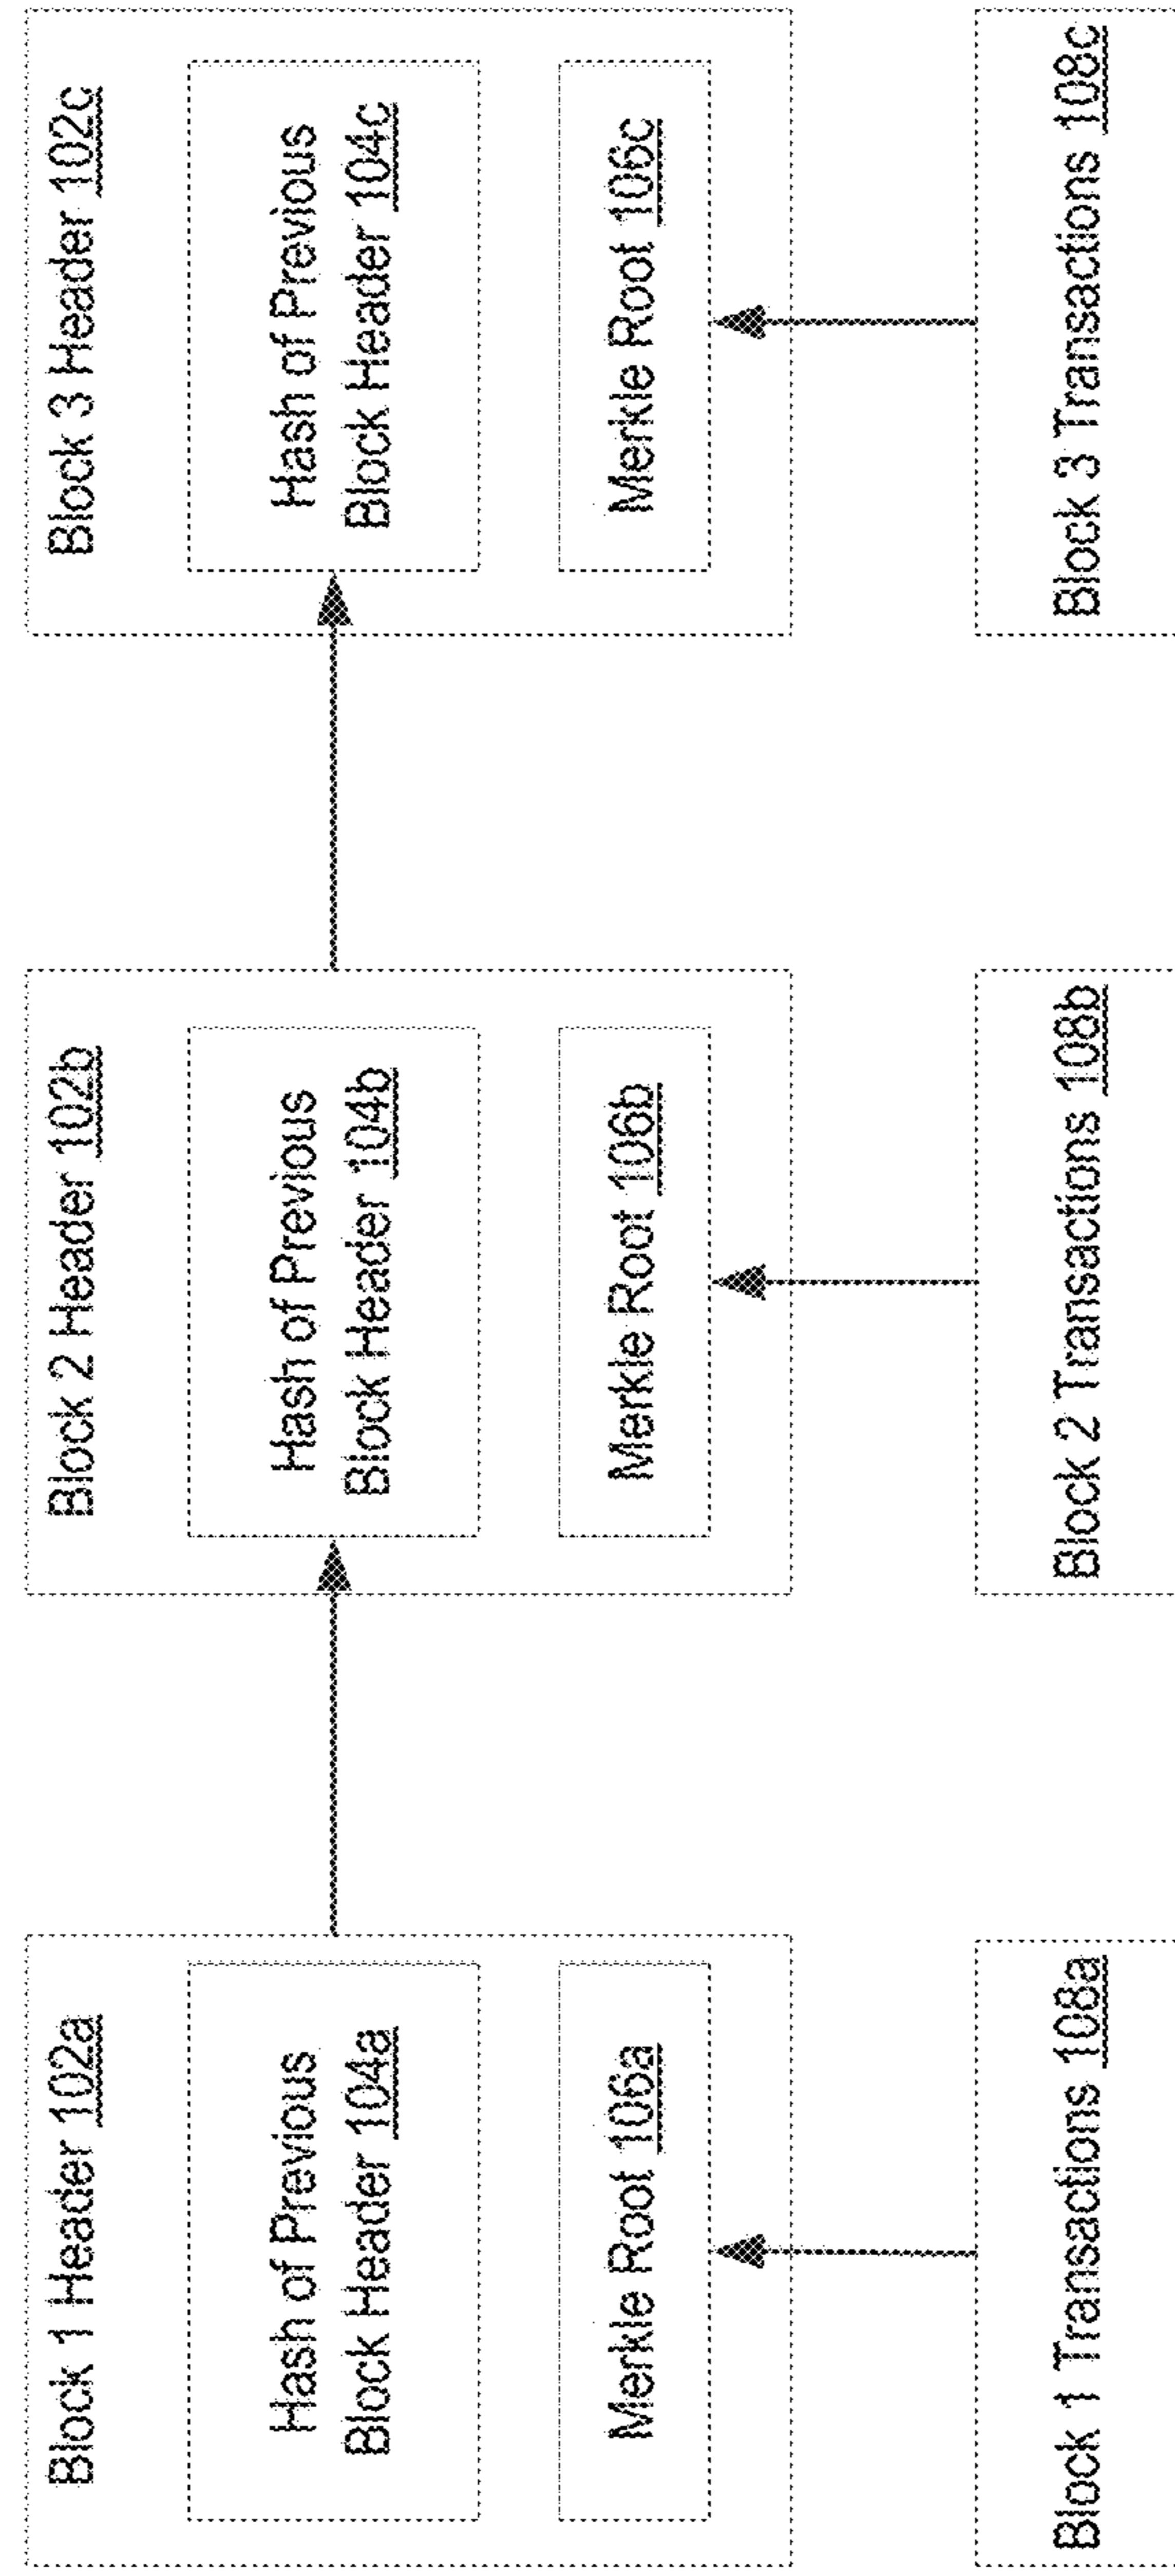 Block 1 Header 102a
Hash of Previous
Block Header 104a
Merkle Root 106a
Block 1 Transactions 108a
Block 2 Header 102b
Hash of Previous
Block Header 104b
Merkle Root 106b
Block 2 Transactions 108b
Block 3 Header 102c
Hash of Previous
Block Header 104c
Merkle Root 106c
Block 3 Transactions 108c